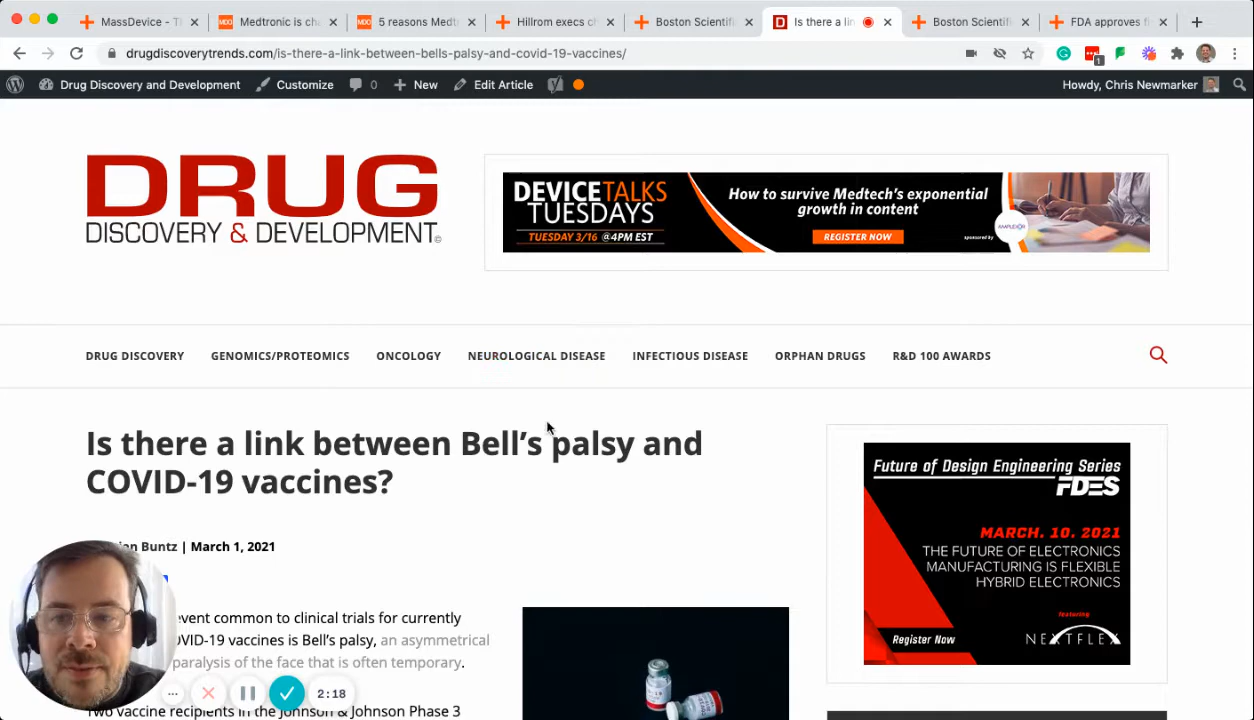 MassDevice - T
Medtronic is cha
5 reasons Medt
Hillrom execs c
Boston Scientifi
Is there a li
Boston Scientifi
FDA approves f
drugdiscoverytrends.com/is-there-a-link-between-bells-palsy-and-covid-19-vaccines/
Drug Discovery and Development
Customize
0
New
Edit Article
Howdy, Chris Newmarker
DRUG
DISCOVERY & DEVELOPMENT
DEVICETALKS
TUESDAYS
TUESDAY 3/16 @4PM EST
How to survive Medtech's exponential
growth in content
REGISTER NOW
sponsored by
AMPLEXOR
DRUG DISCOVERY
GENOMICS/PROTEOMICS
ONCOLOGY
NEUROLOGICAL DISEASE
INFECTIOUS DISEASE
ORPHAN DRUGS
R&D 100 AWARDS
Is there a link between Bell's palsy and
COVID-19 vaccines?
Buntz | March 1, 2021
event common to clinical trials for currently
COVID-19 vaccines is Bell's palsy, an asymmetrical
paralysis of the face that is often temporary.
Two vaccine recipients in the Johnson & Johnson Phase 3
Future of Design Engineering Series
FDES
MARCH. 10. 2021
THE FUTURE OF ELECTRONICS
MANUFACTURING IS FLEXIBLE
HYBRID ELECTRONICS
featuring
Register Now
NEXTFLEX
2:18